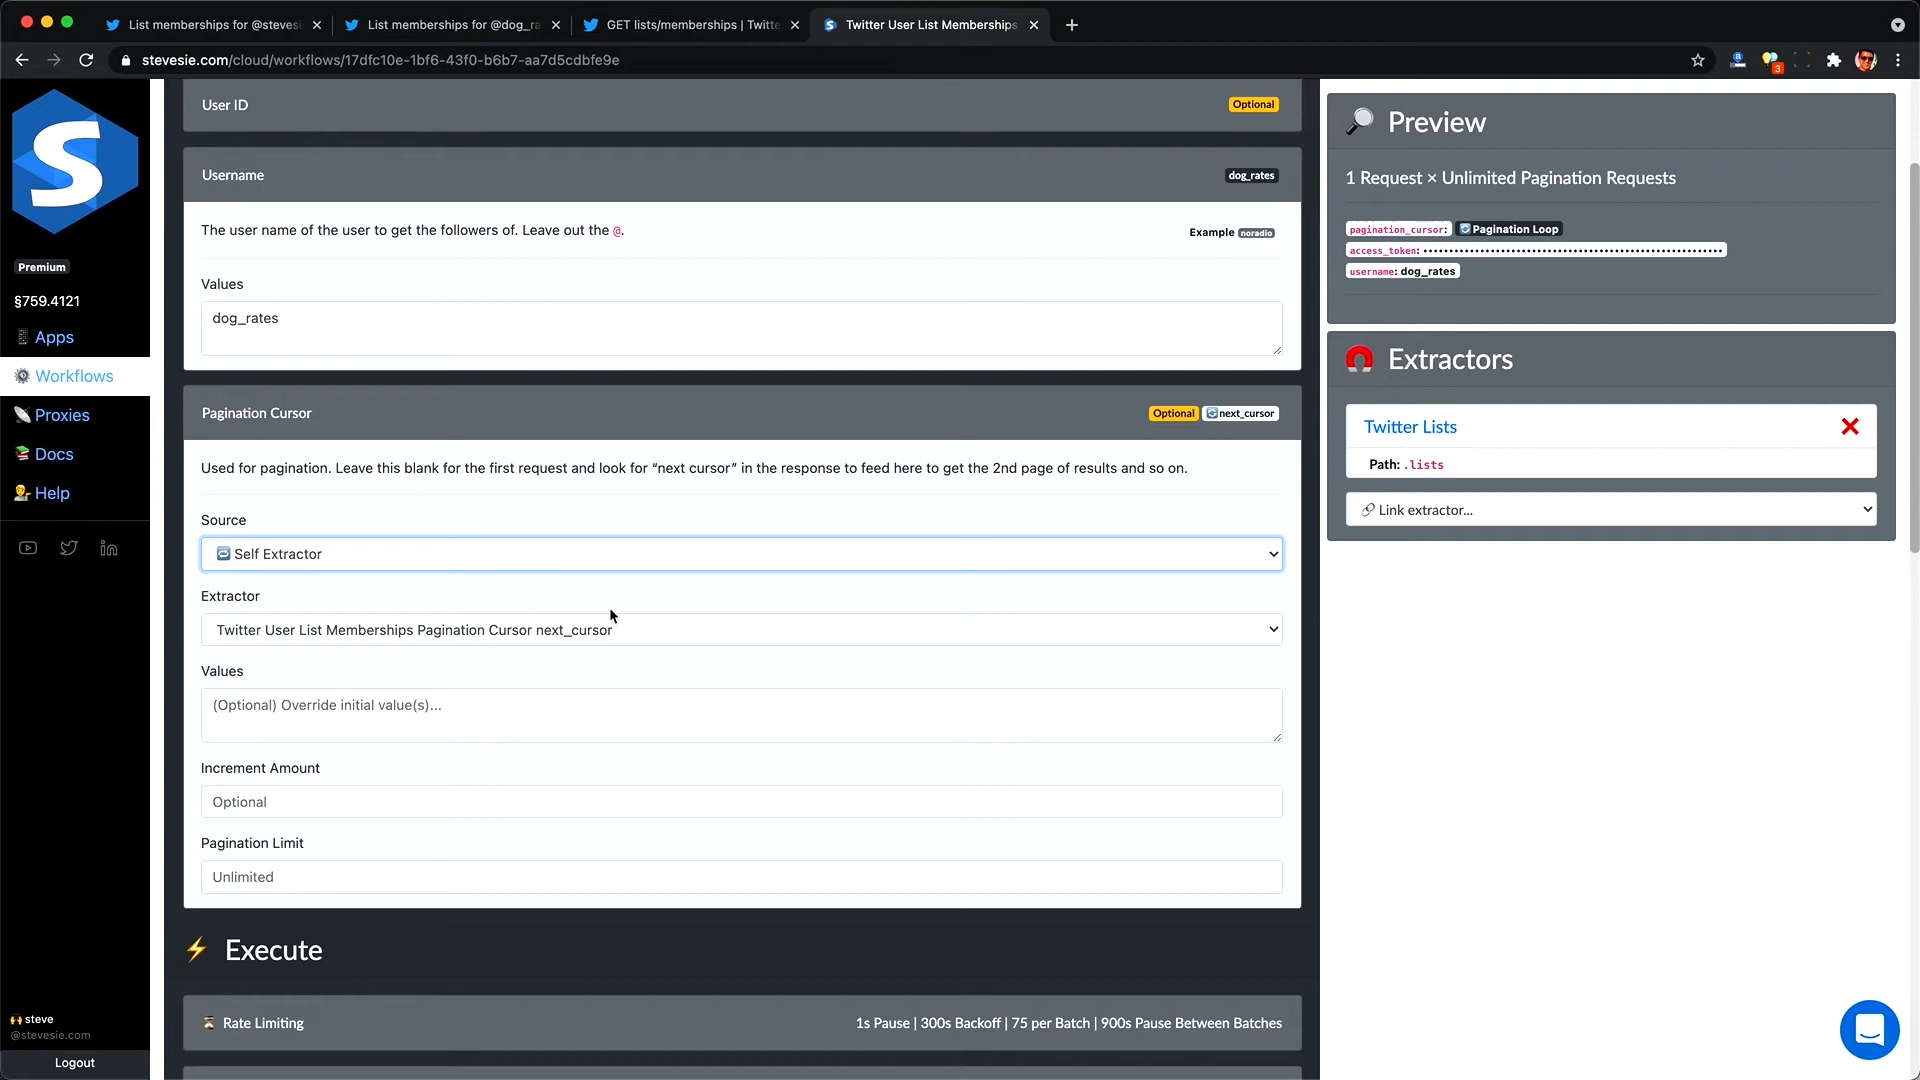 List memberships for @stevesi
List memberships for @dog_ra
GET lists/memberships | Twitte
Twitter User List Memberships
stevesie.com/cloud/workflows/17dfc10e-1bf6-43f0-b6b7-aa7d5cdbfe9e
3
S
Premium
§759.4121
Apps
Workflows
Proxies
Docs
Help
steve
@stevesie.com
Logout
User ID
Optional
Username
dog_rates
The user name of the user to get the followers of. Leave out the @.
Example noradio
Values
dog_rates
Pagination Cursor
Optional
next_cursor
Used for pagination. Leave this blank for the first request and look for “next cursor” in the response to feed here to get the 2nd page of results and so on.
Source
Self Extractor
Extractor
Twitter User List Memberships Pagination Cursor next_cursor
Values
(Optional) Override initial value(s)...
Increment Amount
Optional
Pagination Limit
Unlimited
Execute
Rate Limiting
1s Pause | 300s Backoff | 75 per Batch | 900s Pause Between Batches
Preview
1 Request × Unlimited Pagination Requests
pagination_cursor: Pagination Loop
access_token: ••••••••••••••••••••••••••••••••••••••••••••••••••
username: dog_rates
Extractors
Twitter Lists
Path: .lists
Link extractor...